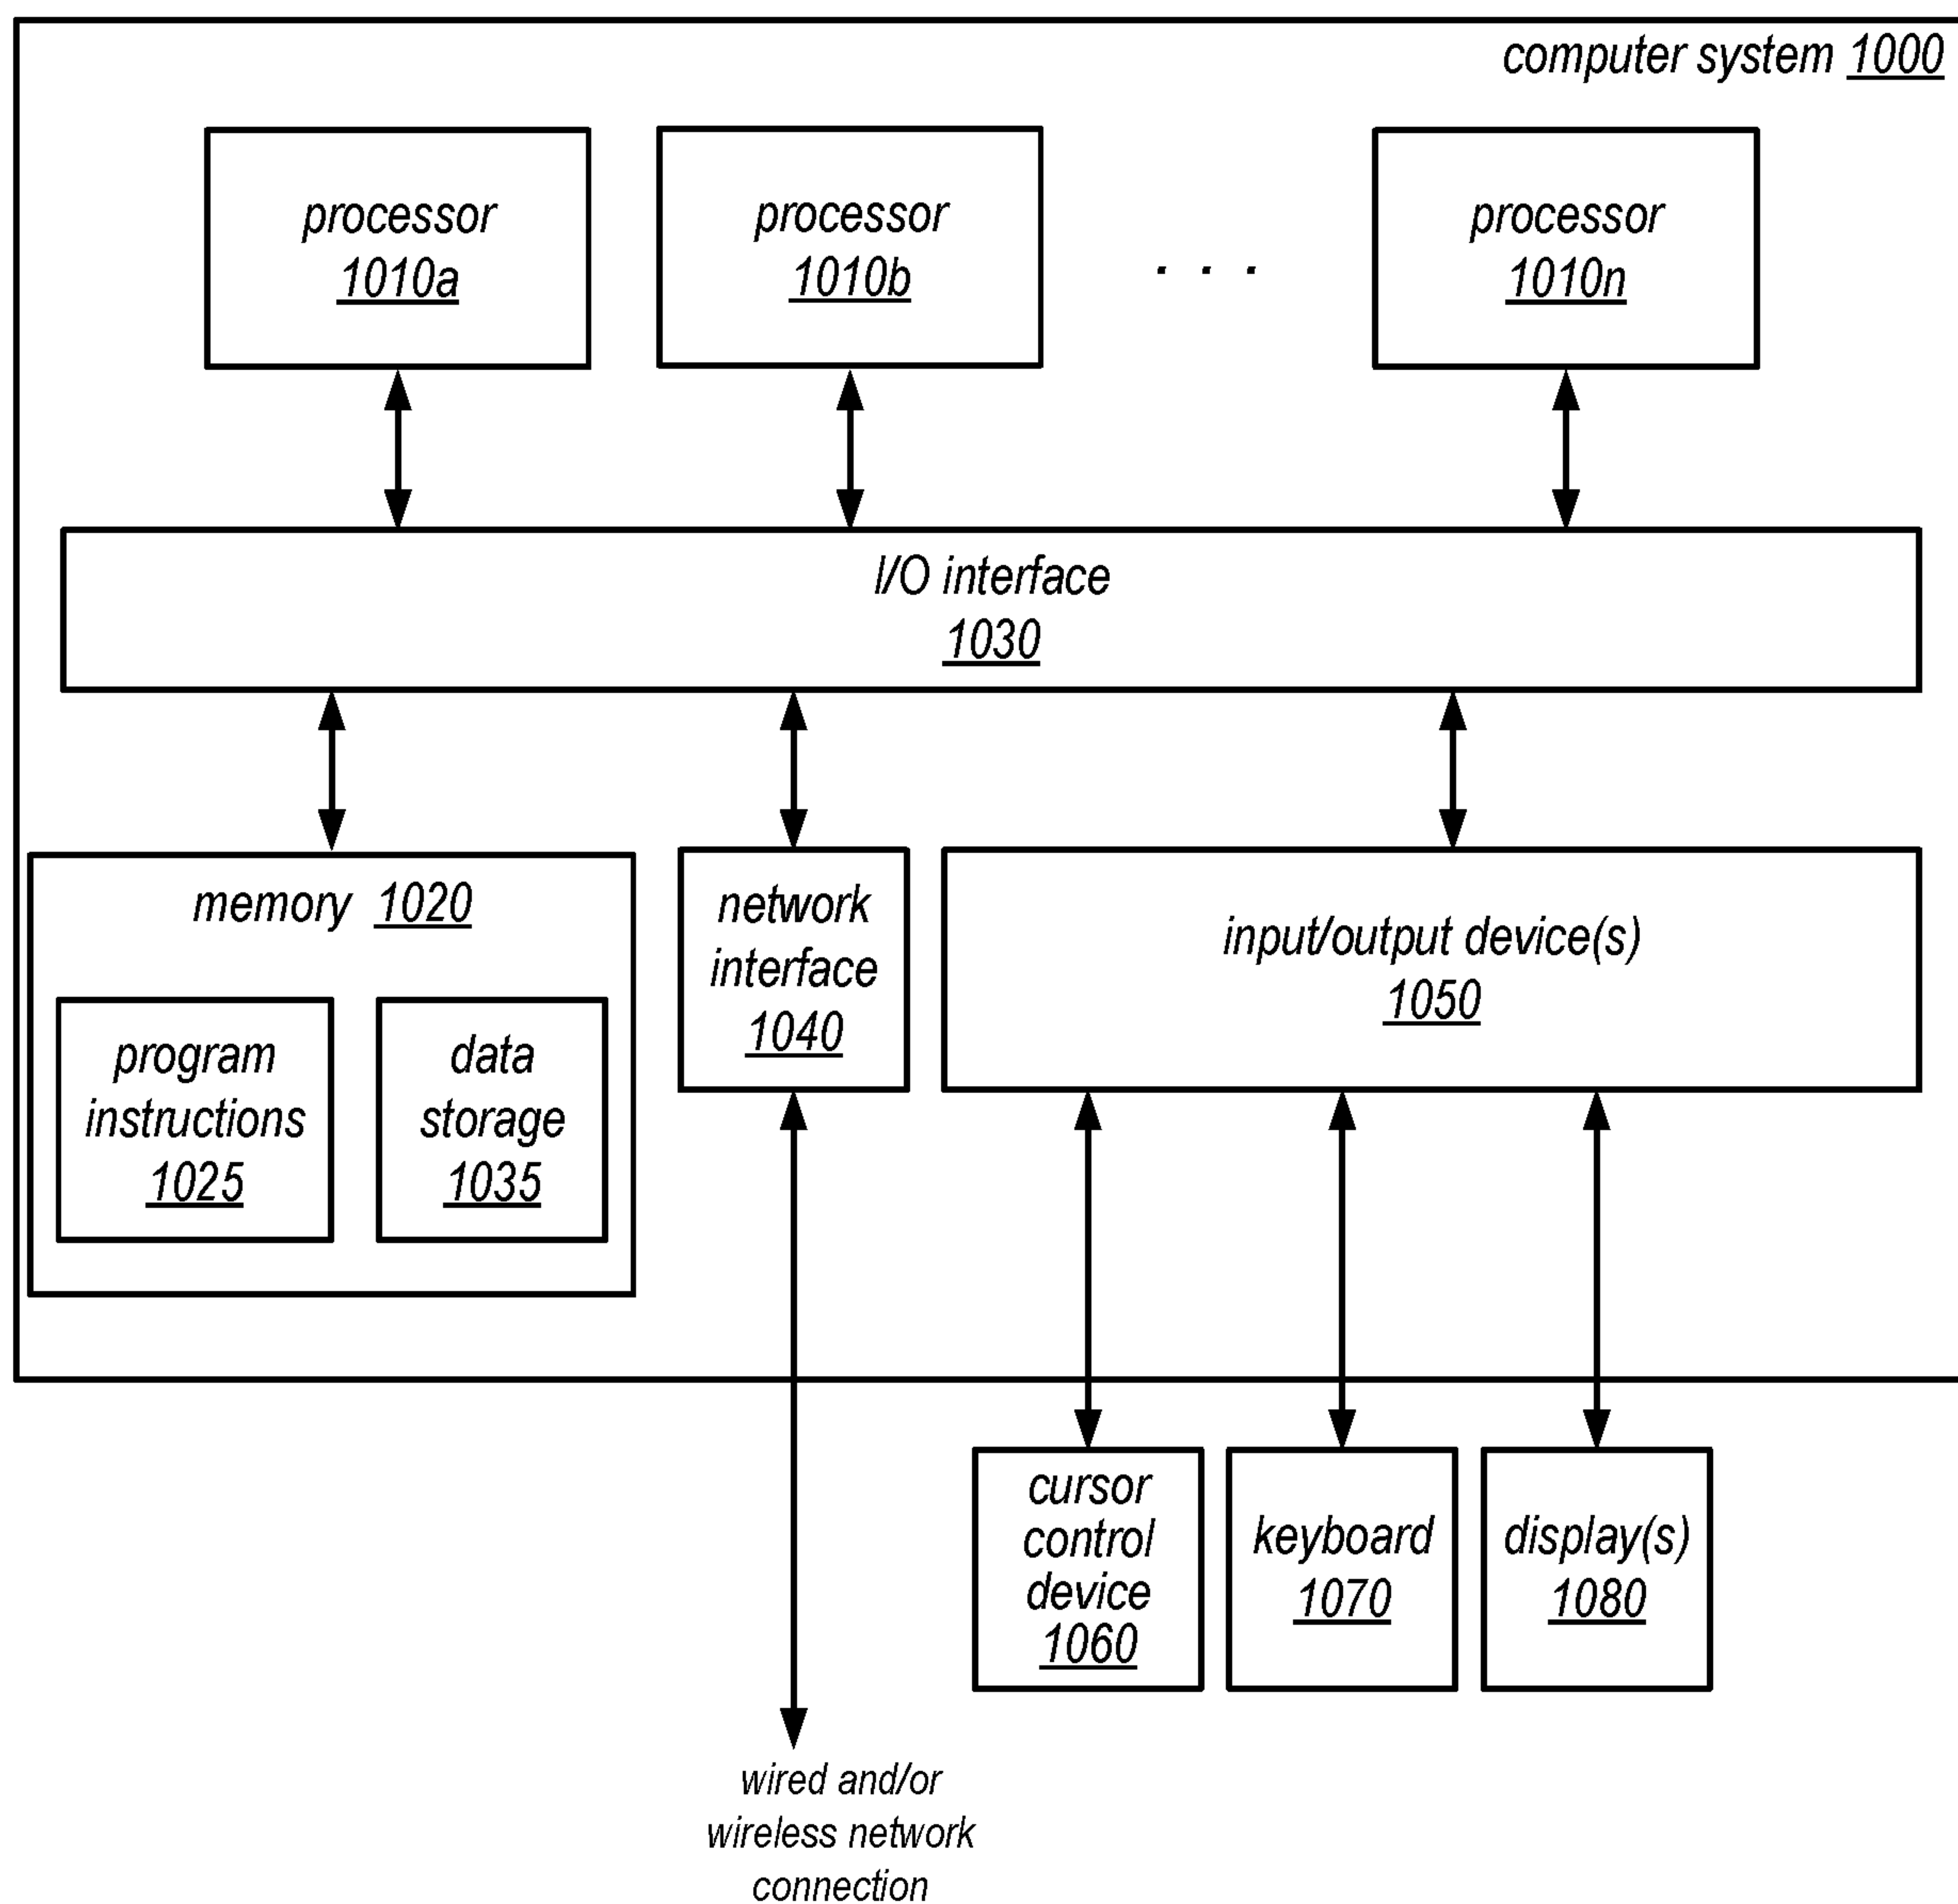 computer system 1000
processor
1010a
processor
1010b
. . .
processor
1010n
I/O interface
1030
memory 1020
program
instructions
1025
data
storage
1035
network
interface
1040
input/output device(s)
1050
cursor
control
device
1060
keyboard
1070
display(s)
1080
wired and/or
wireless network
connection